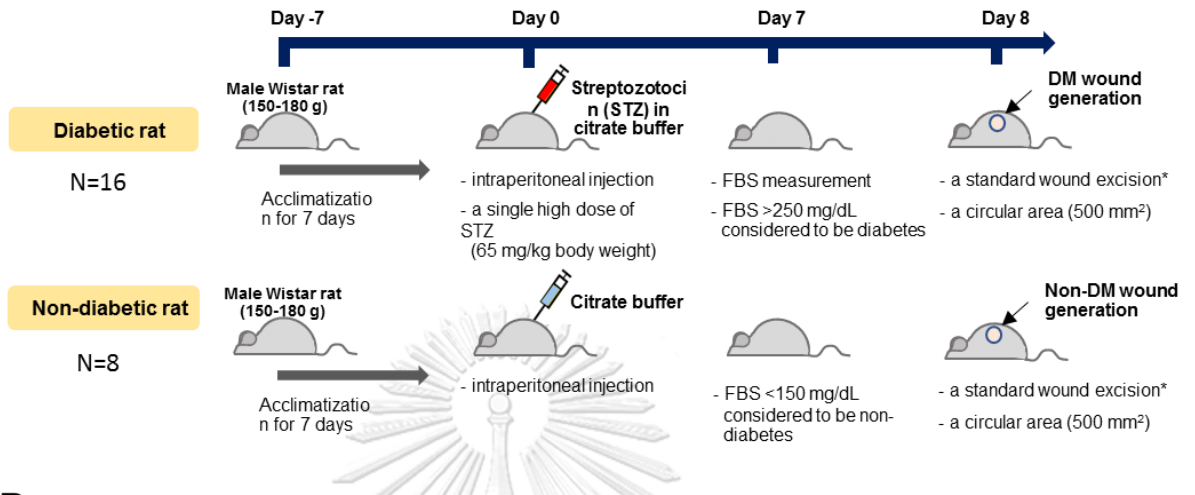 Day -7
Day 0
Day 7
Day 8
Diabetic rat
N=16
Male Wistar rat
(150-180 g)
Acclimatizatio
n for 7 days
Streptozotoci
n (STZ) in
citrate buffer
- intraperitoneal injection
- a single high dose of
STZ
(65 mg/kg body weight)
- FBS measurement
- FBS >250 mg/dL
considered to be diabetes
DM wound
generation
- a standard wound excision*
- a circular area (500 mm²)
Non-diabetic rat
N=8
Male Wistar rat
(150-180 g)
Acclimatizatio
n for 7 days
Citrate buffer
- intraperitoneal injection
- FBS <150 mg/dL
considered to be non-
diabetes
Non-DM wound
generation
- a standard wound excision*
- a circular area (500 mm²)